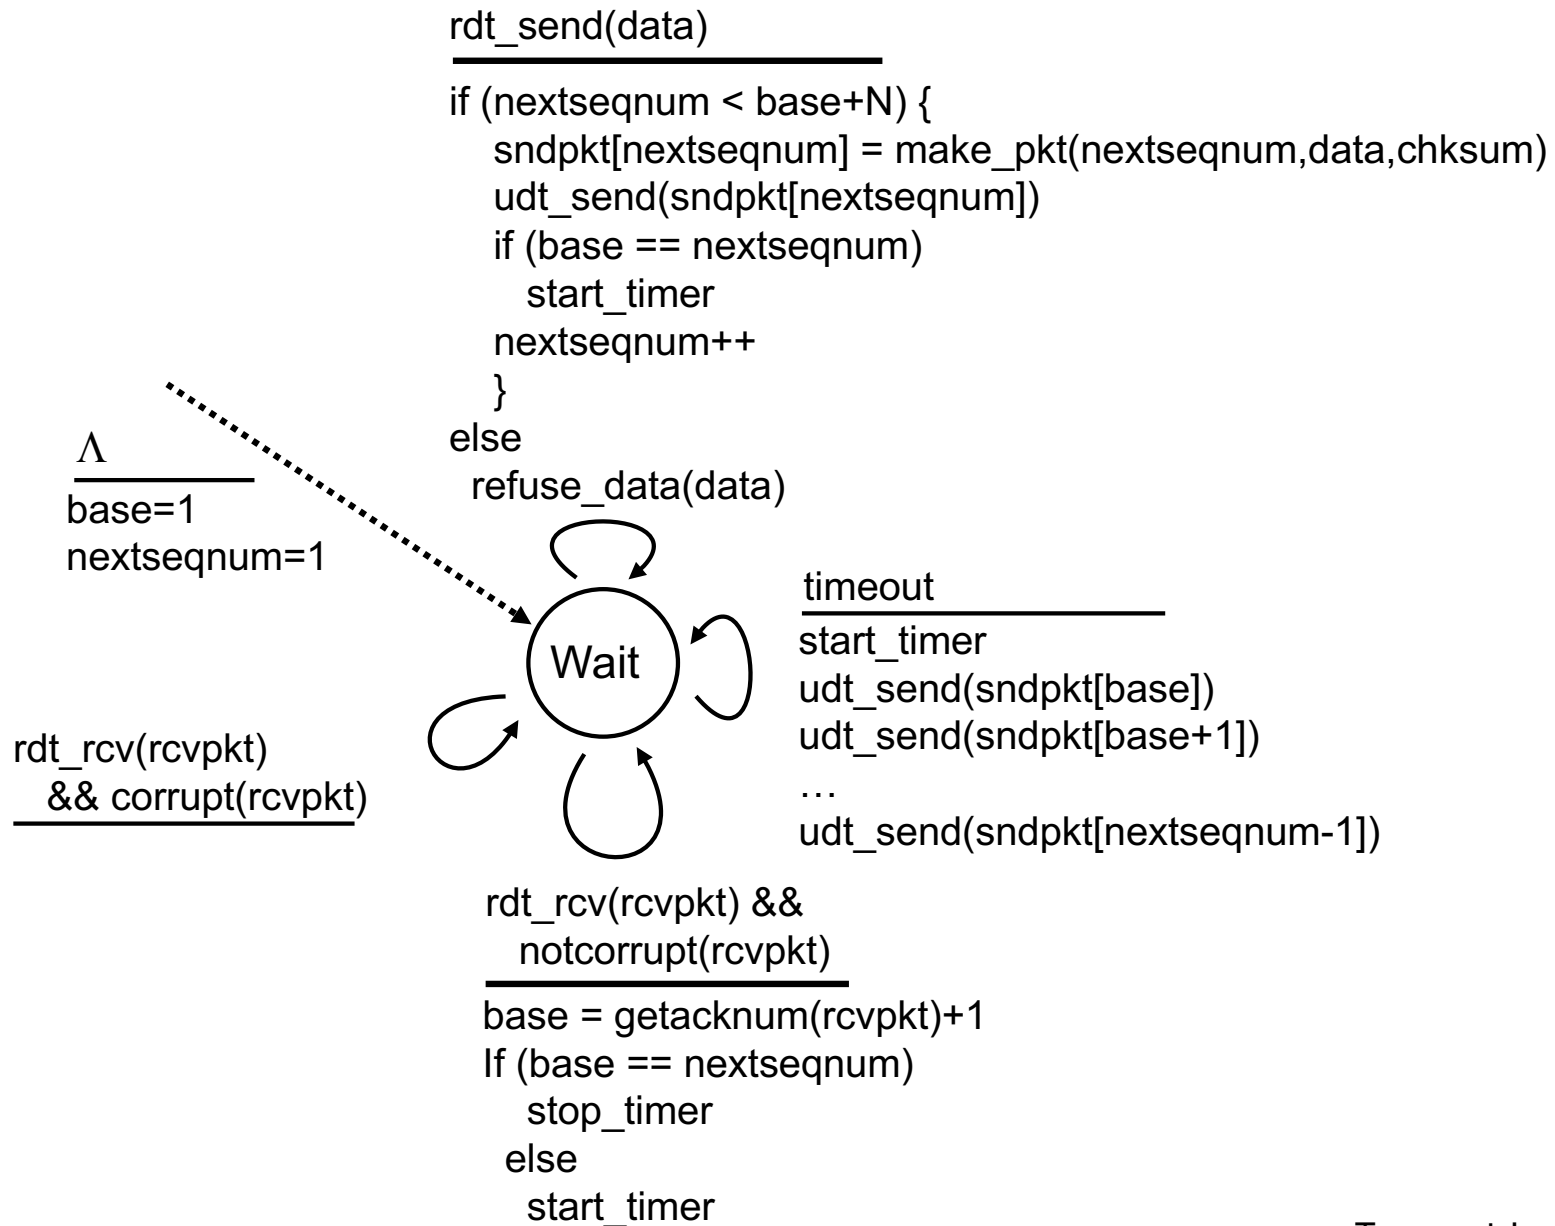 rdt_send(data)
if (nextseqnum < base+N) {
sndpkt[nextseqnum] = make_pkt(nextseqnum,data,chksum)
udt_send(sndpkt[nextseqnum])
if (base == nextseqnum)
start_timer
nextseqnum++
}
else
refuse_data(data)
Λ
base=1
nextseqnum=1
Wait
timeout
start_timer
udt_send(sndpkt[base])
udt_send(sndpkt[base+1])
…
udt_send(sndpkt[nextseqnum-1])
rdt_rcv(rcvpkt)
&& corrupt(rcvpkt)
rdt_rcv(rcvpkt) &&
notcorrupt(rcvpkt)
base = getacknum(rcvpkt)+1
If (base == nextseqnum)
stop_timer
else
start_timer